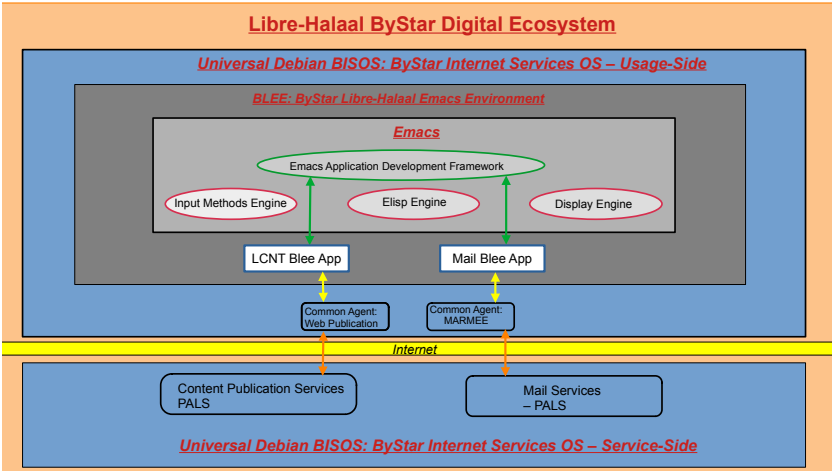 Libre-Halaal ByStar Digital Ecosystem
Universal Debian BISOS: ByStar Internet Services OS – Usage-Side
BLEE: ByStar Libre-Halaal Emacs Environment
Emacs
Emacs Application Development Framework
Input Methods Engine
Elisp Engine
Display Engine
LCNT Blee App
Mail Blee App
Common Agent:
Web Publication
Common Agent:
MARMEE
Internet
Content Publication Services
PALS
Mail Services
– PALS
Universal Debian BISOS: ByStar Internet Services OS – Service-Side